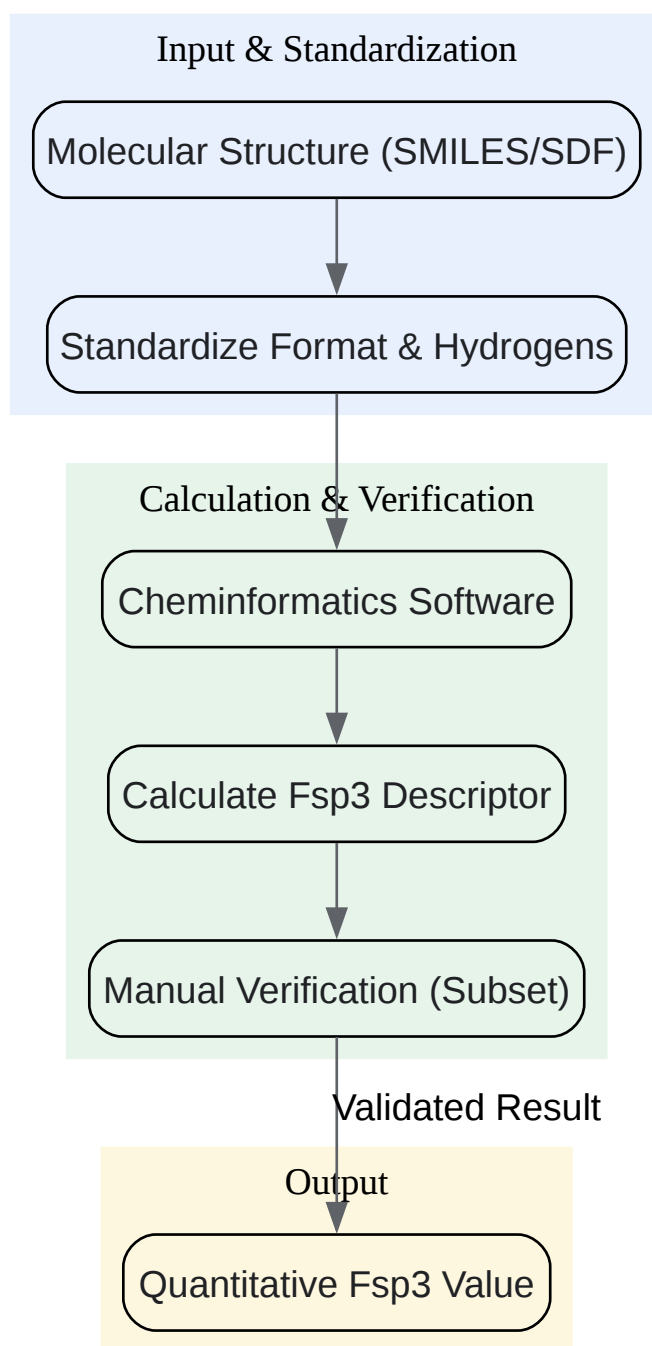 Input & Standardization
Molecular Structure (SMILES/SDF)
Standardize Format & Hydrogens
Calculation & Verification
Cheminformatics Software
Calculate Fsp3 Descriptor
Manual Verification (Subset)
Validated Result
Output
Quantitative Fsp3 Value